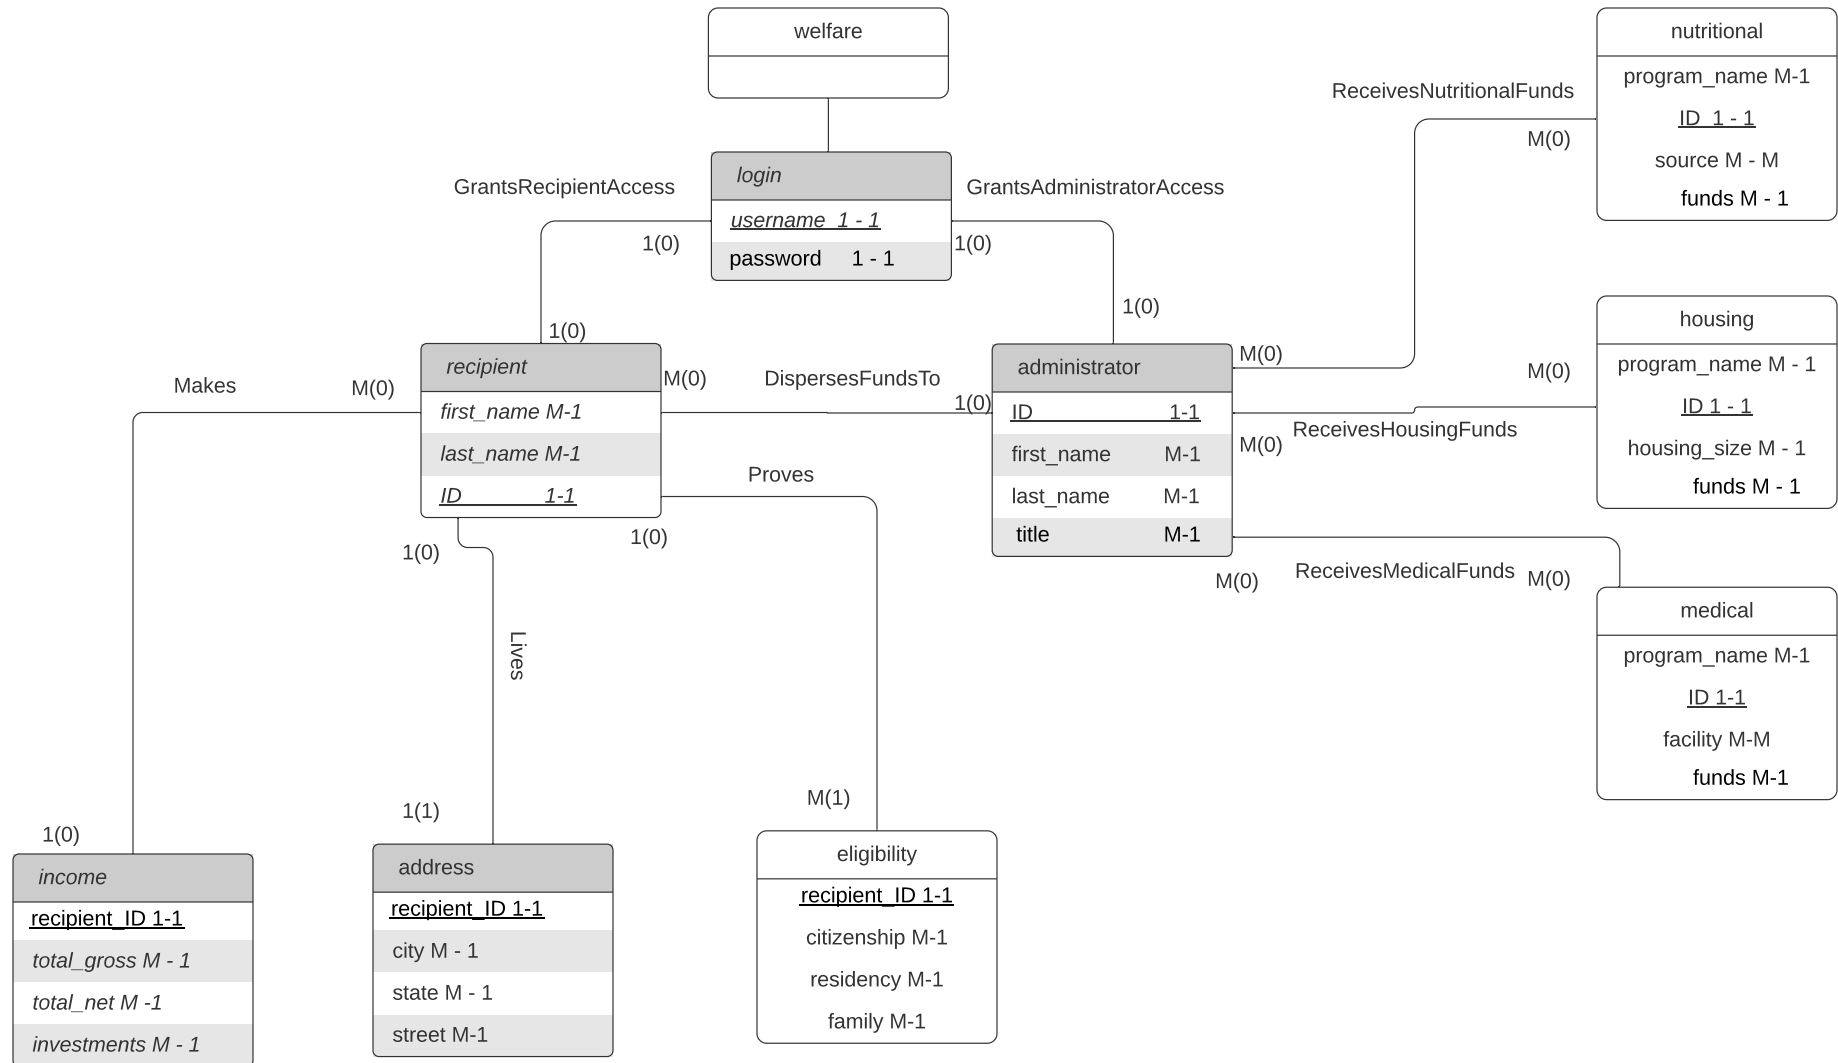 welfare
nutritional
program_name M-1
ID  1 - 1
source M - M
funds M - 1
ReceivesNutritionalFunds
M(0)
login
username  1 - 1
password  1 - 1
GrantsRecipientAccess
1(0)
1(0)
GrantsAdministratorAccess
1(0)
1(0)
housing
program_name M - 1
ID 1 - 1
housing_size M - 1
funds M - 1
recipient
first_name M-1
last_name M-1
ID  1-1
administrator
ID  1-1
first_name  M-1
last_name  M-1
title  M-1
Makes
M(0)
M(0)
DispersesFundsTo
1(0)
M(0)
M(0)
ReceivesHousingFunds
M(0)
Proves
1(0)
1(0)
M(0)
ReceivesMedicalFunds
M(0)
medical
program_name M-1
ID 1-1
facility M-M
funds M-1
Lives
1(0)
1(1)
M(1)
income
recipient_ID 1-1
total_gross M - 1
total_net M -1
investments M - 1
address
recipient_ID 1-1
city M - 1
state M - 1
street M-1
eligibility
recipient_ID 1-1
citizenship M-1
residency M-1
family M-1